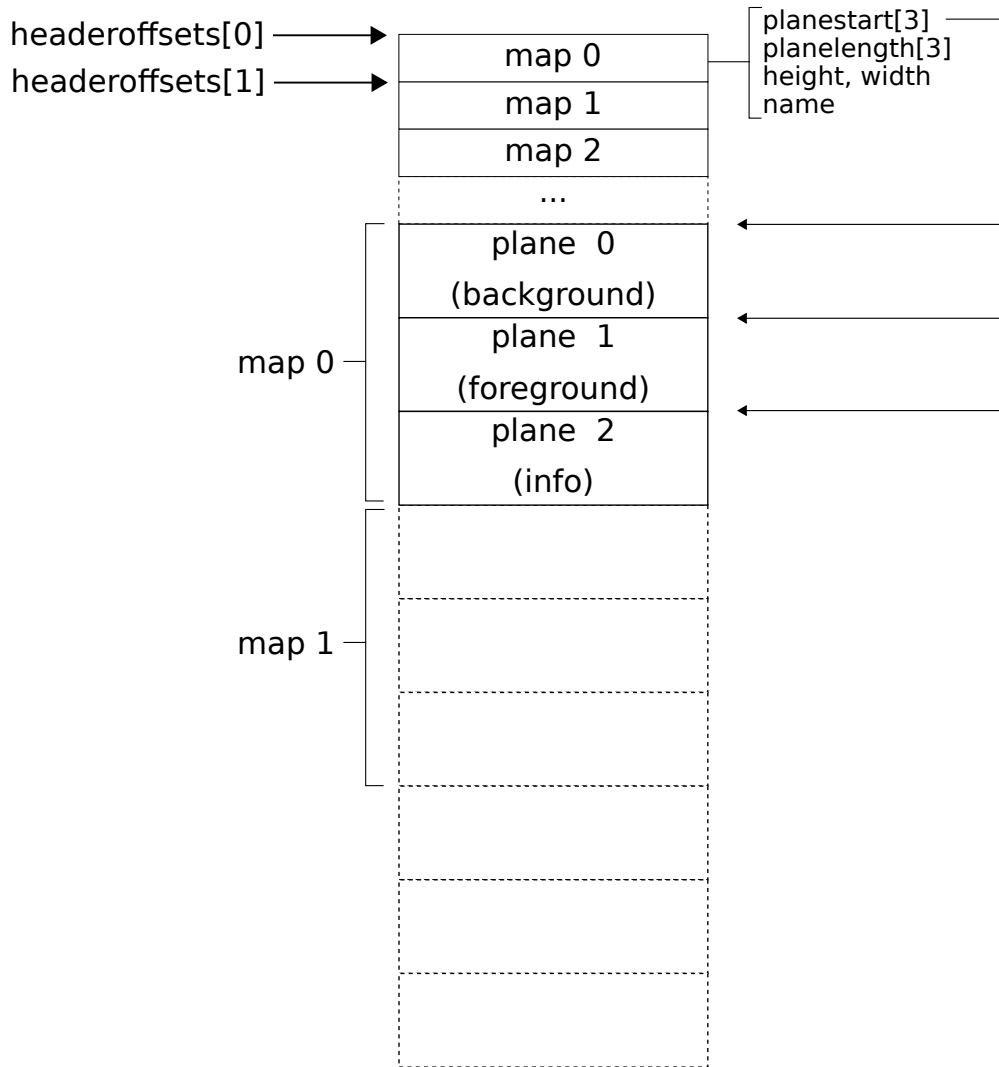 headeroffsets[0]
headeroffsets[1]
map 0
map 1
map 2
...
planestart[3]
planelength[3]
height, width
name
map 0
plane 0
(background)
plane 1
(foreground)
plane 2
(info)
map 1